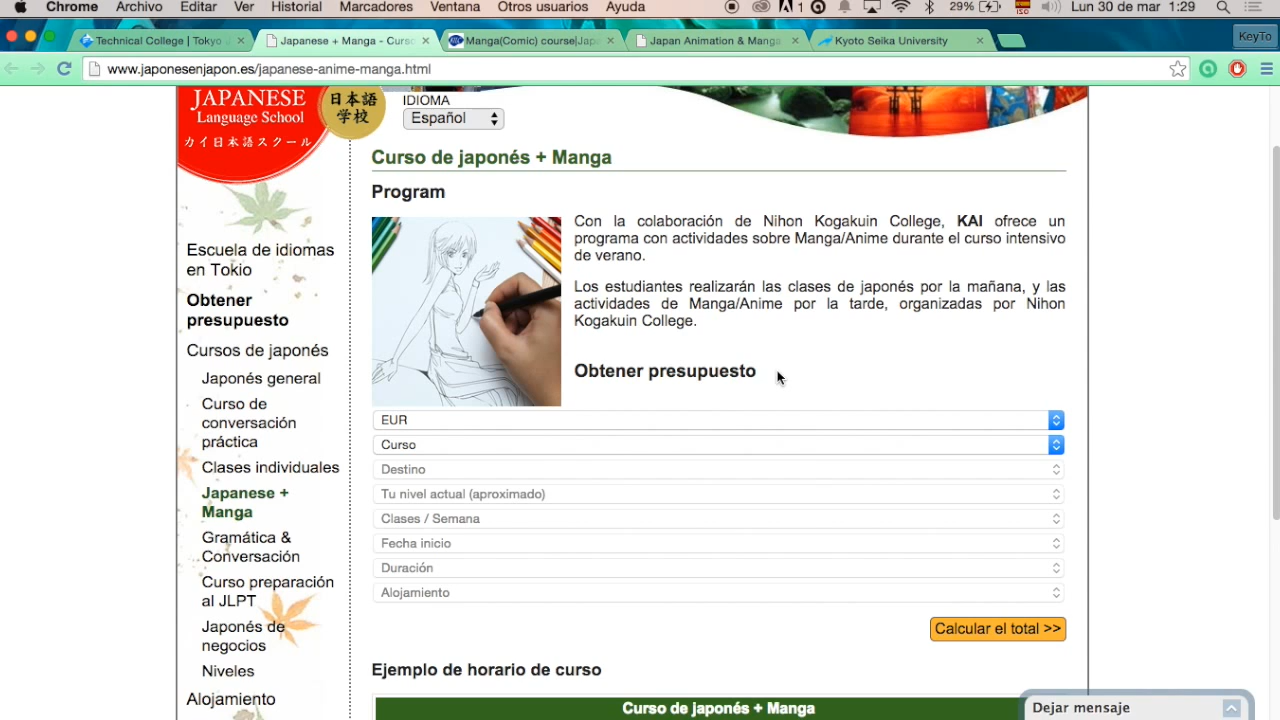 Chrome Archivo Editar Ver Historial Marcadores Ventana Otros usuarios Ayuda 1 29% Lun 30 de mar 1:29
Technical College | Tokyo
Japanese + Manga - Curso
Manga(Comic) course|Japa
Japan Animation & Manga
Kyoto Seika University
KeyTo
www.japonesenjapon.es/japanese-anime-manga.html
JAPANESE
Language School
カイ日本語スクール
日本語
学校
IDIOMA
Español
Escuela de idiomas
en Tokio
Obtener
presupuesto
Cursos de japonés
Japonés general
Curso de
conversación
práctica
Clases individuales
Japanese +
Manga
Gramática &
Conversación
Curso preparación
al JLPT
Japonés de
negocios
Niveles
Alojamiento
Curso de japonés + Manga
Program
Con la colaboración de Nihon Kogakuin College, KAI ofrece un
programa con actividades sobre Manga/Anime durante el curso intensivo
de verano.
Los estudiantes realizarán las clases de japonés por la mañana, y las
actividades de Manga/Anime por la tarde, organizadas por Nihon
Kogakuin College.
Obtener presupuesto
EUR
Curso
Destino
Tu nivel actual (aproximado)
Clases / Semana
Fecha inicio
Duración
Alojamiento
Calcular el total >>
Ejemplo de horario de curso
Curso de japonés + Manga
Dejar mensaje